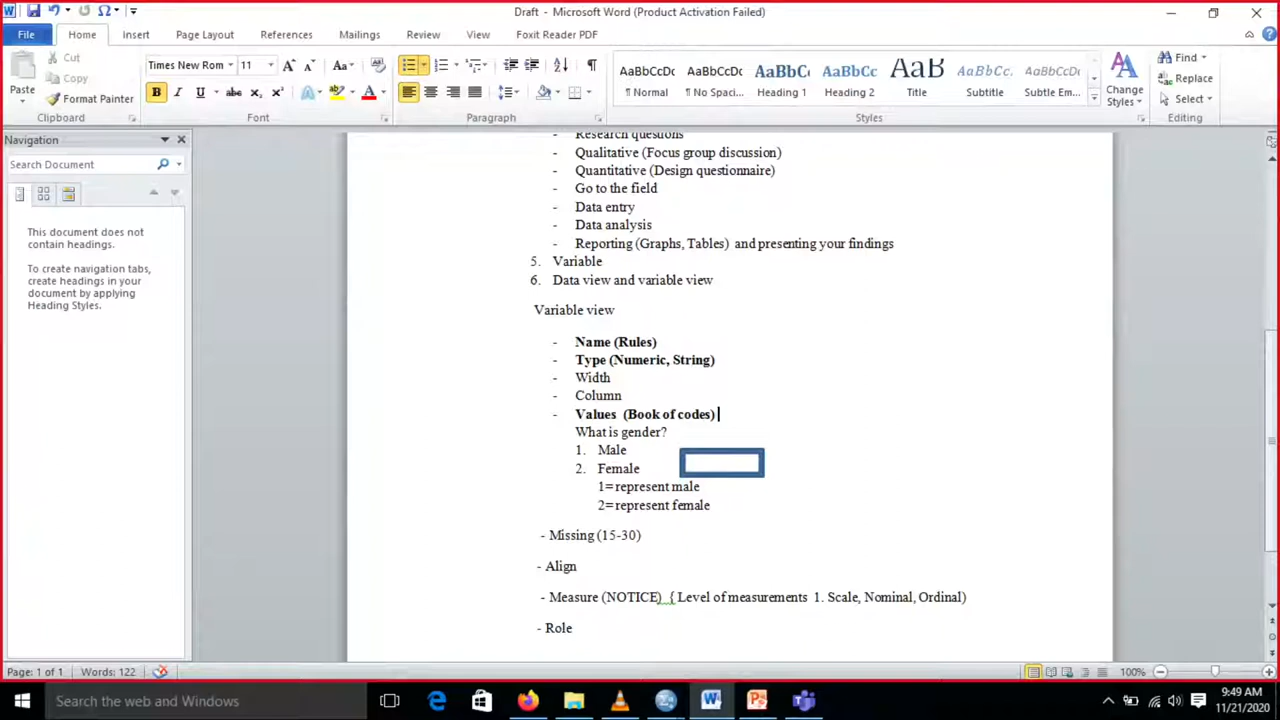 Draft - Microsoft Word (Product Activation Failed)
File Home Insert Page Layout References Mailings Review View Foxit Reader PDF
Paste
Cut
Copy
Format Painter
Clipboard
Times New Rom 11
Font
Paragraph
AaBbCcDc AaBbCcDc AaBbC AaBbCc AaB AaBbCc. AaBbCcDc
¶ Normal ¶ No Spaci... Heading 1 Heading 2 Title Subtitle Subtle Em...
Styles
Change Styles
Find
Replace
Select
Editing
Navigation
Search Document
This document does not
contain headings.
To create navigation tabs,
create headings in your
document by applying
Heading Styles.
- Research questions
- Qualitative (Focus group discussion)
- Quantitative (Design questionnaire)
- Go to the field
- Data entry
- Data analysis
- Reporting (Graphs, Tables) and presenting your findings
5. Variable
6. Data view and variable view
Variable view
- Name (Rules)
- Type (Numeric, String)
- Width
- Column
- Values (Book of codes)
What is gender?
1. Male
2. Female
1= represent male
2= represent female
- Missing (15-30)
- Align
- Measure (NOTICE) { Level of measurements 1. Scale, Nominal, Ordinal)
- Role
Page: 1 of 1 Words: 122 100%
Search the web and Windows
9:49 AM
11/21/2020